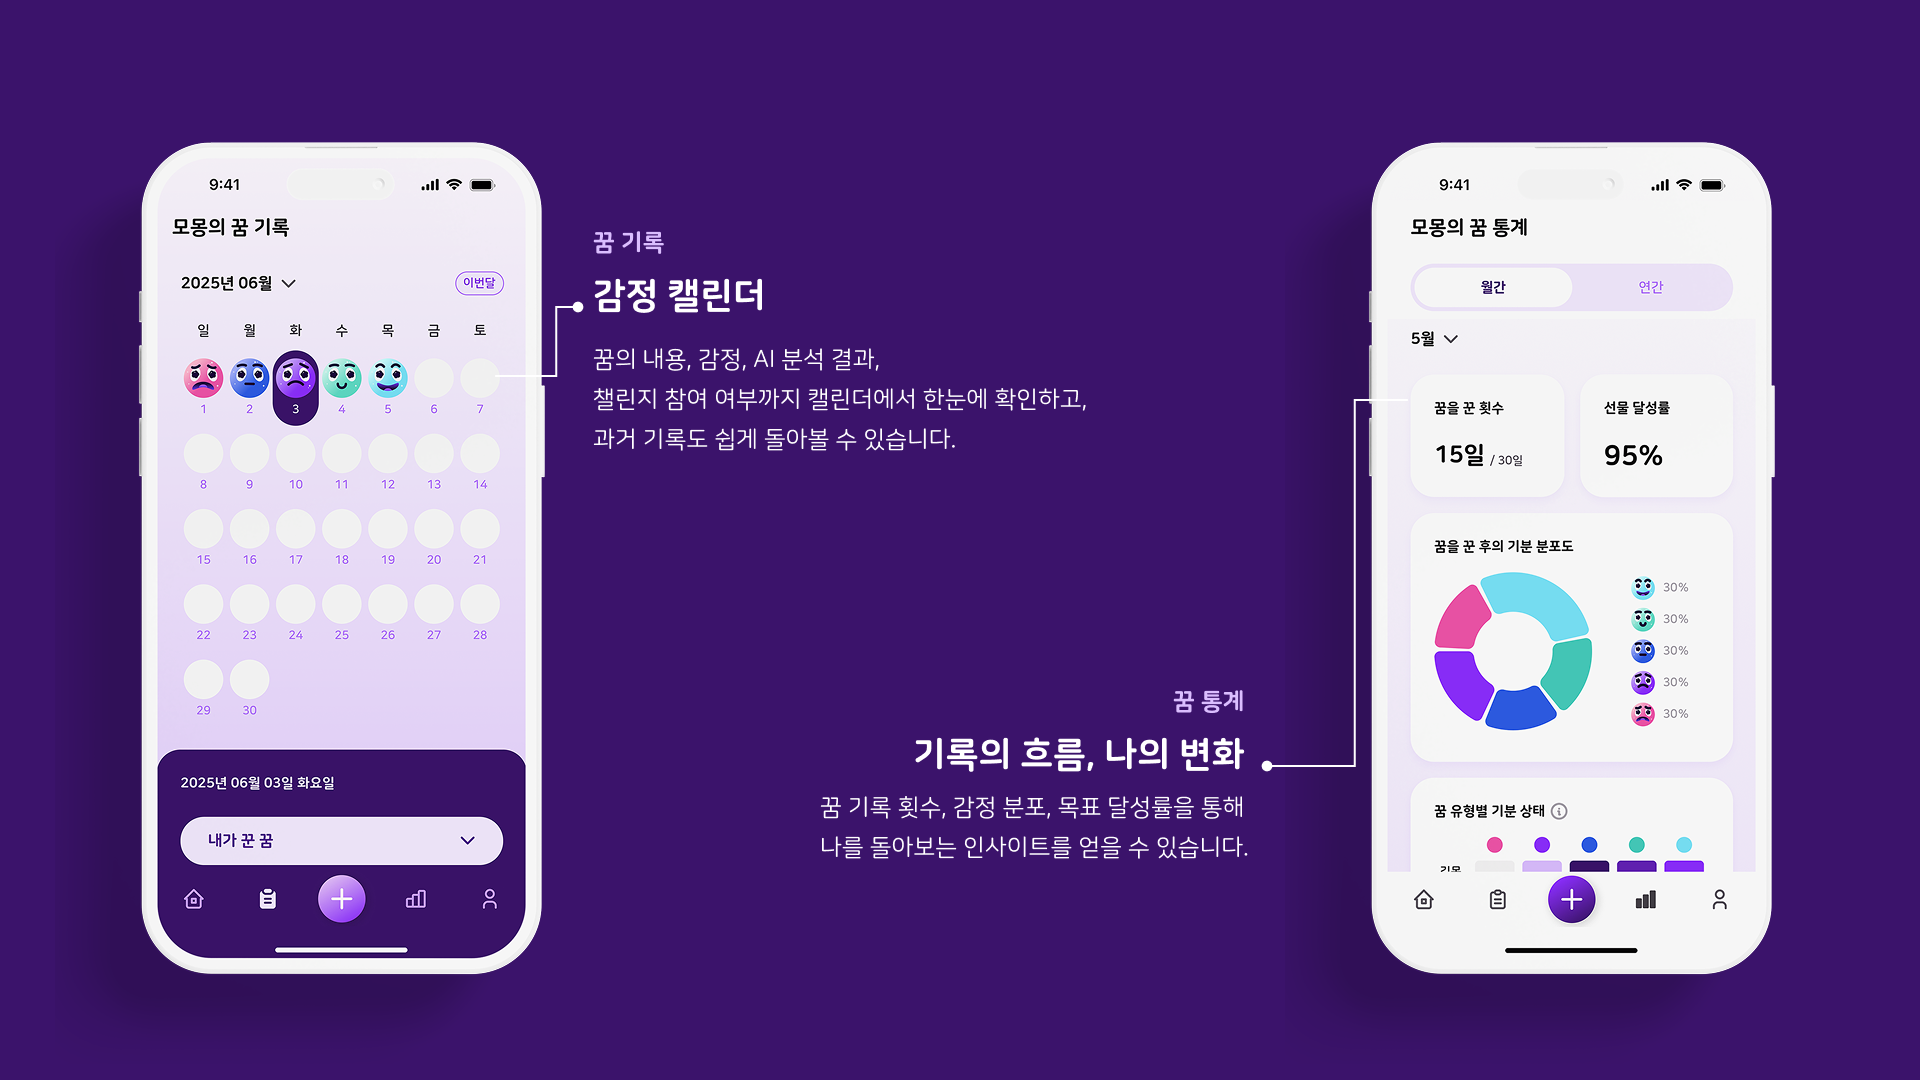 9:41
모몽의 꿈 기록
2025년 06월
이번달
일 월 화 수 목 금 토
1 2 3 4 5 6 7
8 9 10 11 12 13 14
15 16 17 18 19 20 21
22 23 24 25 26 27 28
29 30
2025년 06월 03일 화요일
내가 꾼 꿈
꿈 기록
감정 캘린더
꿈의 내용, 감정, AI 분석 결과,
챌린지 참여 여부까지 캘린더에서 한눈에 확인하고,
과거 기록도 쉽게 돌아볼 수 있습니다.
꿈 통계
기록의 흐름, 나의 변화
꿈 기록 횟수, 감정 분포, 목표 달성률을 통해
나를 돌아보는 인사이트를 얻을 수 있습니다.
9:41
모몽의 꿈 통계
월간 연간
5월
꿈을 꾼 횟수
15일 / 30일
선물 달성률
95%
꿈을 꾼 후의 기분 분포도
30%
30%
30%
30%
30%
꿈 유형별 기분 상태